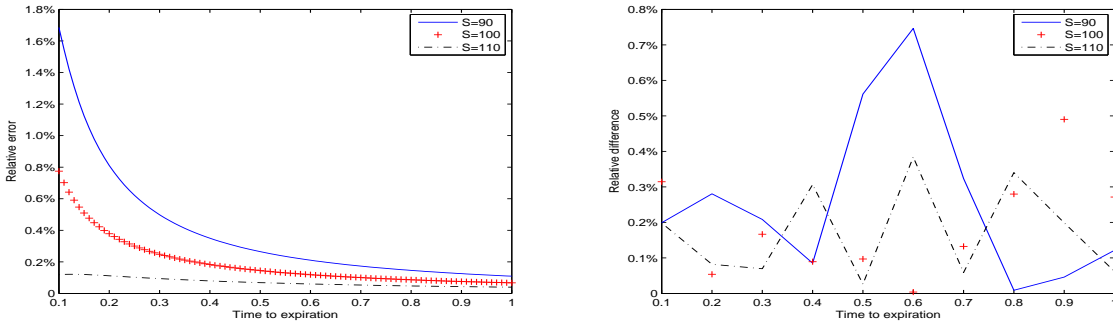 1.8%
1.6%
1.4%
1.2%
1%
0.8%
0.6%
0.4%
0.2%
0
Relative error
0.1 0.2 0.3 0.4 0.5 0.6 0.7 0.8 0.9 1
Time to expiration
S=90
S=100
S=110
0.8%
0.7%
0.6%
0.5%
0.4%
0.3%
0.2%
0.1%
0%
Relative difference
0.1 0.2 0.3 0.4 0.5 0.6 0.7 0.8 0.9 1
Time to expiration
S=90
S=100
S=110